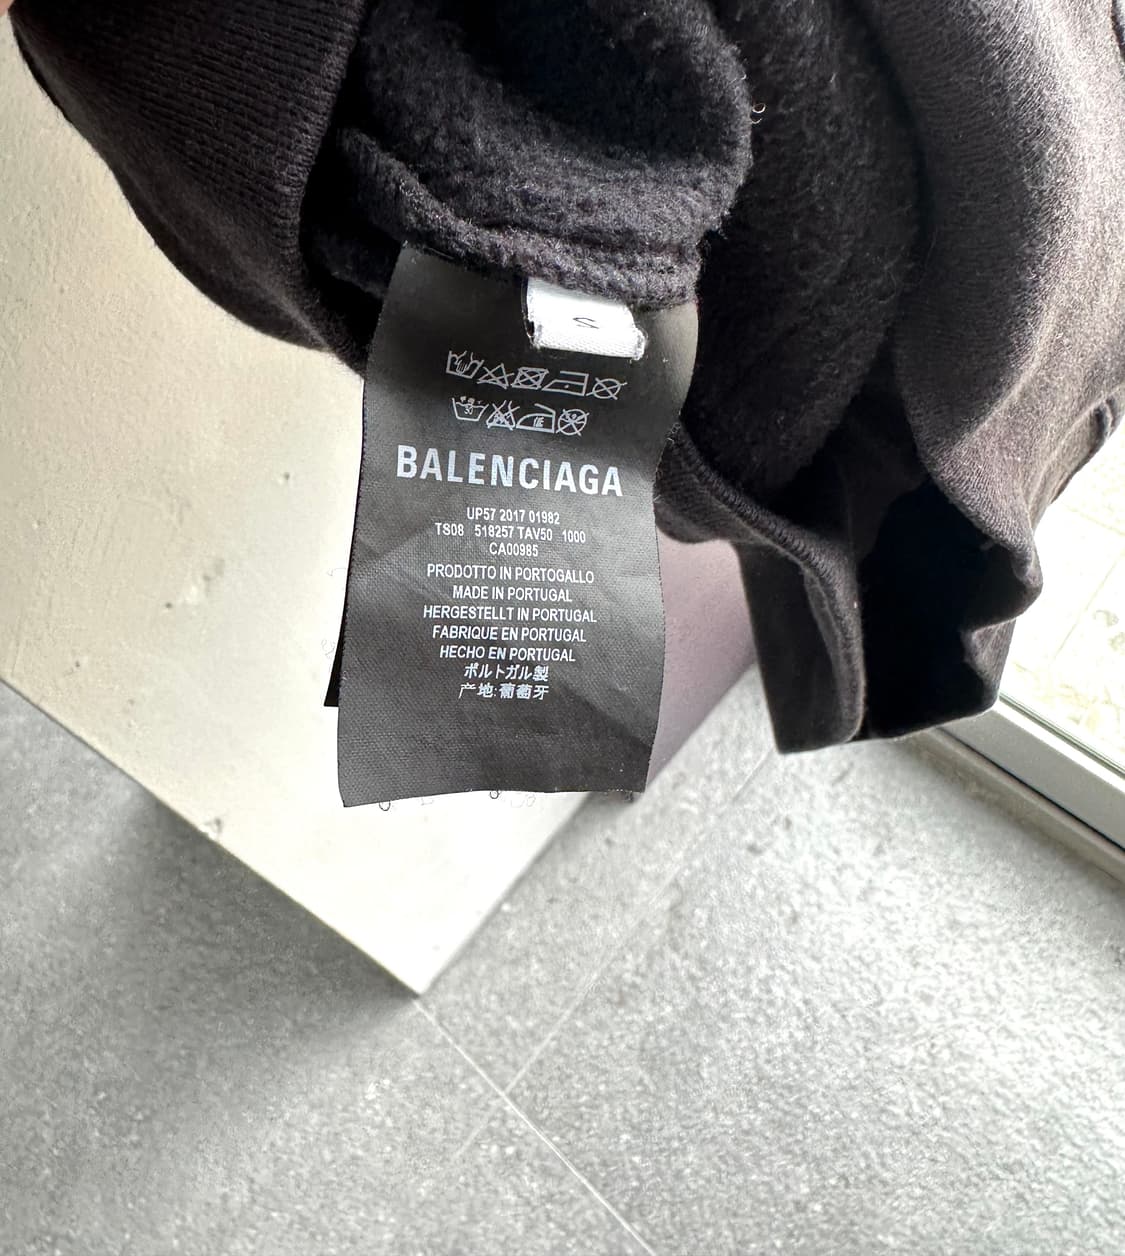 S
BALENCIAGA
UP57 2017 01982
TS08 518257 TAV50 1000
CA00985
PRODOTTO IN PORTOGALLO
MADE IN PORTUGAL
HERGESTELLT IN PORTUGAL
FABRIQUE EN PORTUGAL
HECHO EN PORTUGAL
ポルトガル製
产地:葡萄牙